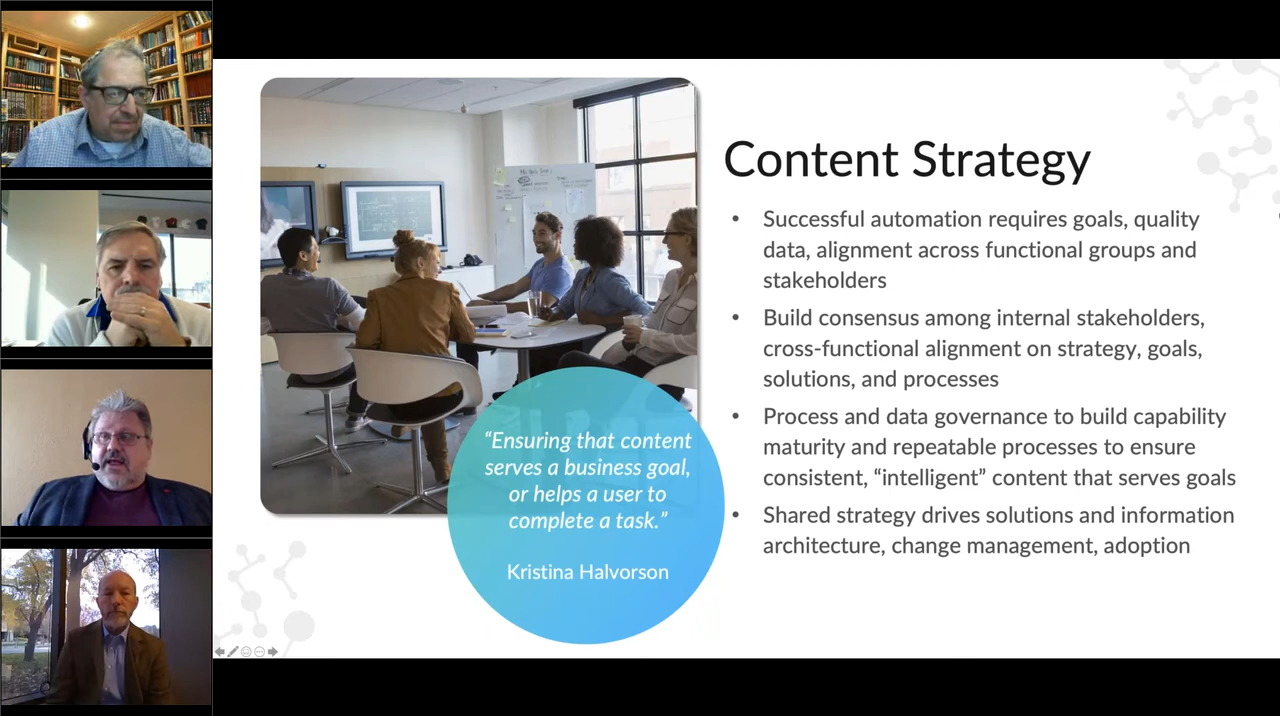 Content Strategy
• Successful automation requires goals, quality
data, alignment across functional groups and
stakeholders
• Build consensus among internal stakeholders,
cross-functional alignment on strategy, goals,
solutions, and processes
• Process and data governance to build capability
maturity and repeatable processes to ensure
consistent, “intelligent” content that serves goals
• Shared strategy drives solutions and information
architecture, change management, adoption
“Ensuring that content
serves a business goal,
or helps a user to
complete a task.”
Kristina Halvorson